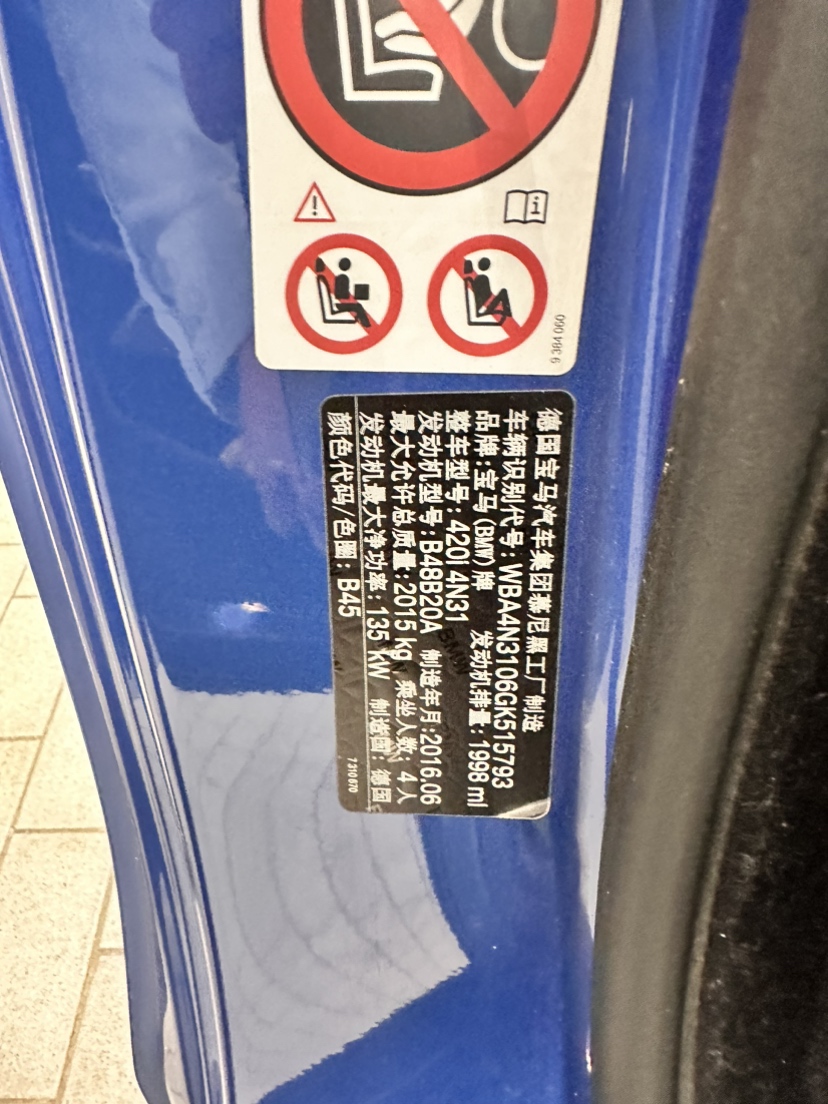 9 384 060
德国宝马汽车集团慕尼黑工厂制造
车辆识别代号:WBA4N3106GK515793
品牌:宝马(BMW)牌 发动机排量:1998 ml
整车型号:420I 4N31
发动机型号:B48B20A 制造年月:2016.06
最大允许总质量:2015 kg 乘坐人数:4人
发动机最大净功率:135 kW 制造国:德国
颜色代码/色圈:B45
7 310 670